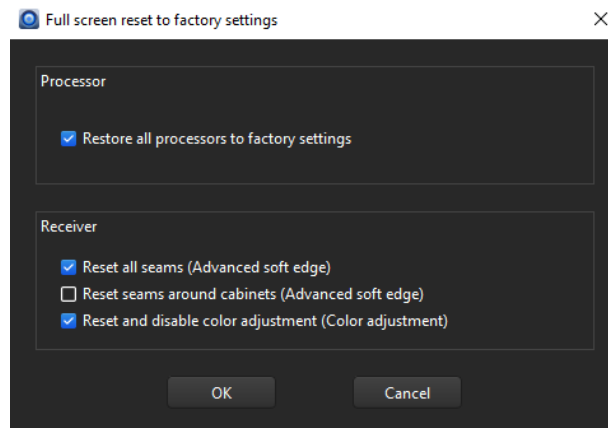 Full screen reset to factory settings
Processor
Restore all processors to factory settings
Receiver
Reset all seams (Advanced soft edge)
Reset seams around cabinets (Advanced soft edge)
Reset and disable color adjustment (Color adjustment)
OK
Cancel